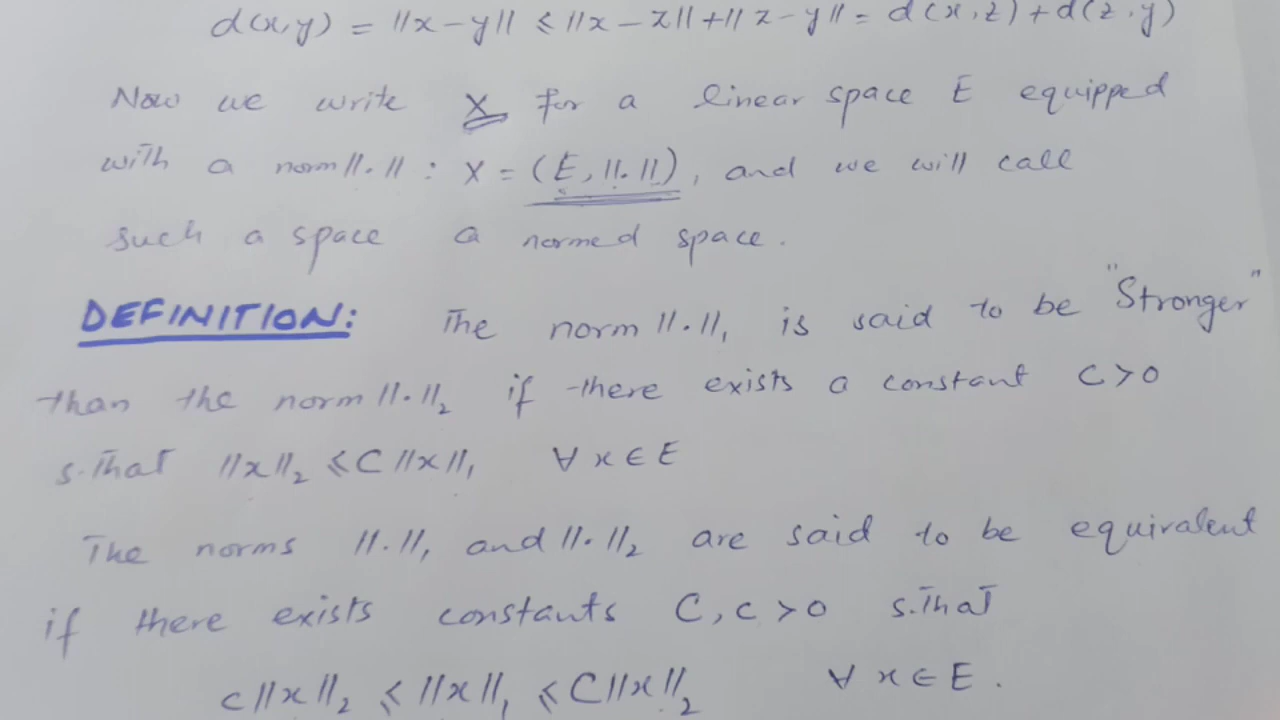 d(x,y) = ||x-y|| ≤ ||x-z|| + ||z-y|| = d(x,z) + d(z,y)
Now we write X for a linear space E equipped
with a norm ||.|| : X = (E, ||.||), and we will call
such a space a normed space.
DEFINITION: The norm ||.||₁ is said to be "Stronger"
than the norm ||.||₂ if there exists a constant C>0
s.that ||x||₂ ≤ C ||x||₁ ∀ x ∈ E
The norms ||.||₁ and ||.||₂ are said to be equivalent
if there exists constants C, c > 0 s.that
c||x||₂ ≤ ||x||₁ ≤ C||x||₂ ∀ x ∈ E.